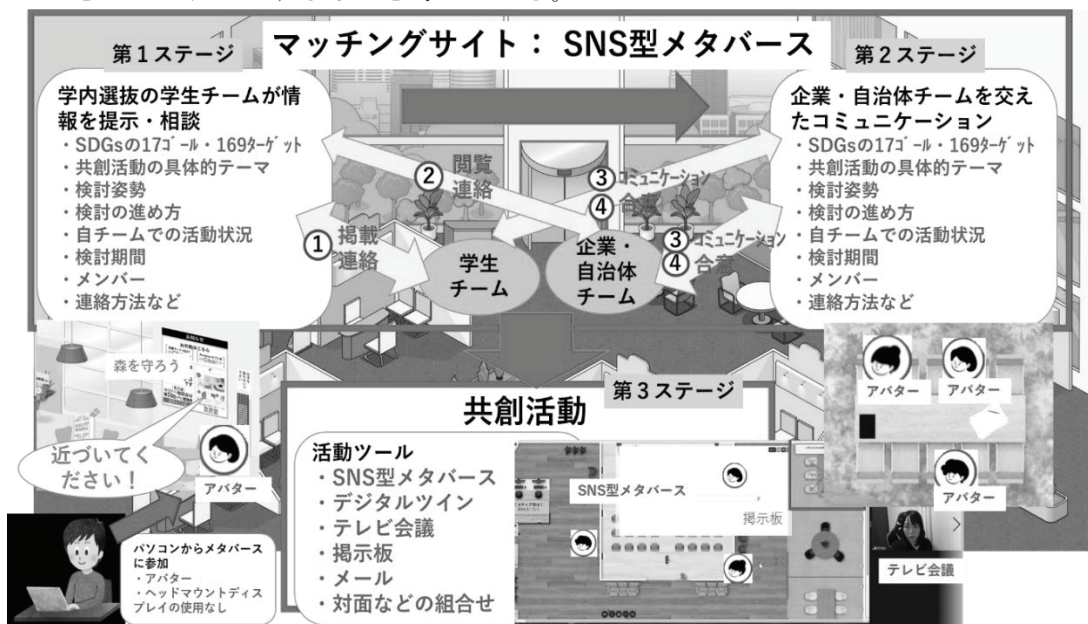 マッチングサイト： SNS型メタバース
第1ステージ
学内選抜の学生チームが情
報を提示・相談
・SDGsの17ｺﾞｰﾙ・169ﾀｰｹﾞｯﾄ
・共創活動の具体的テーマ
・検討姿勢
・検討の進め方
・自チームでの活動状況
・検討期間
・メンバー
・連絡方法など
第2ステージ
企業・自治体チームを交え
たコミュニケーション
・SDGsの17ｺﾞｰﾙ・169ﾀｰｹﾞｯﾄ
・共創活動の具体的テーマ
・検討姿勢
・検討の進め方
・自チームでの活動状況
・検討期間
・メンバー
・連絡方法など
② 閲覧
連絡
① 掲載
連絡
③ ｺﾐｭﾆｹｰｼｮﾝ
④ 合意
③ ｺﾐｭﾆｹｰｼｮﾝ
④ 合意
学生
チーム
企業・
自治体
チーム
お知らせ
森を守ろう
近づいてく
ださい！
アバター
パソコンからメタバース
に参加
・アバター
・ヘッドマウントディス
プレイの使用なし
第3ステージ
共創活動
活動ツール
・SNS型メタバース
・デジタルツイン
・テレビ会議
・掲示板
・メール
・対面などの組合せ
SNS型メタバース
掲示板
アバター
アバター
アバター
テレビ会議